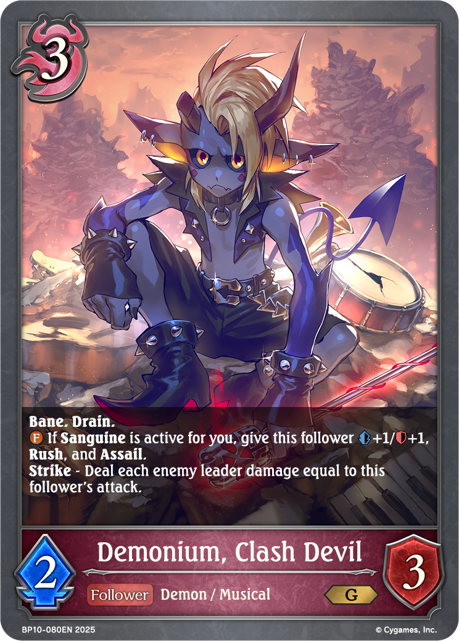 3
Bane. Drain.
F If Sanguine is active for you, give this follower +1/+1,
Rush, and Assail.
Strike - Deal each enemy leader damage equal to this
follower's attack.
Demonium, Clash Devil
2
3
Follower Demon / Musical
G
BP10-080EN 2025
© Cygames, Inc.